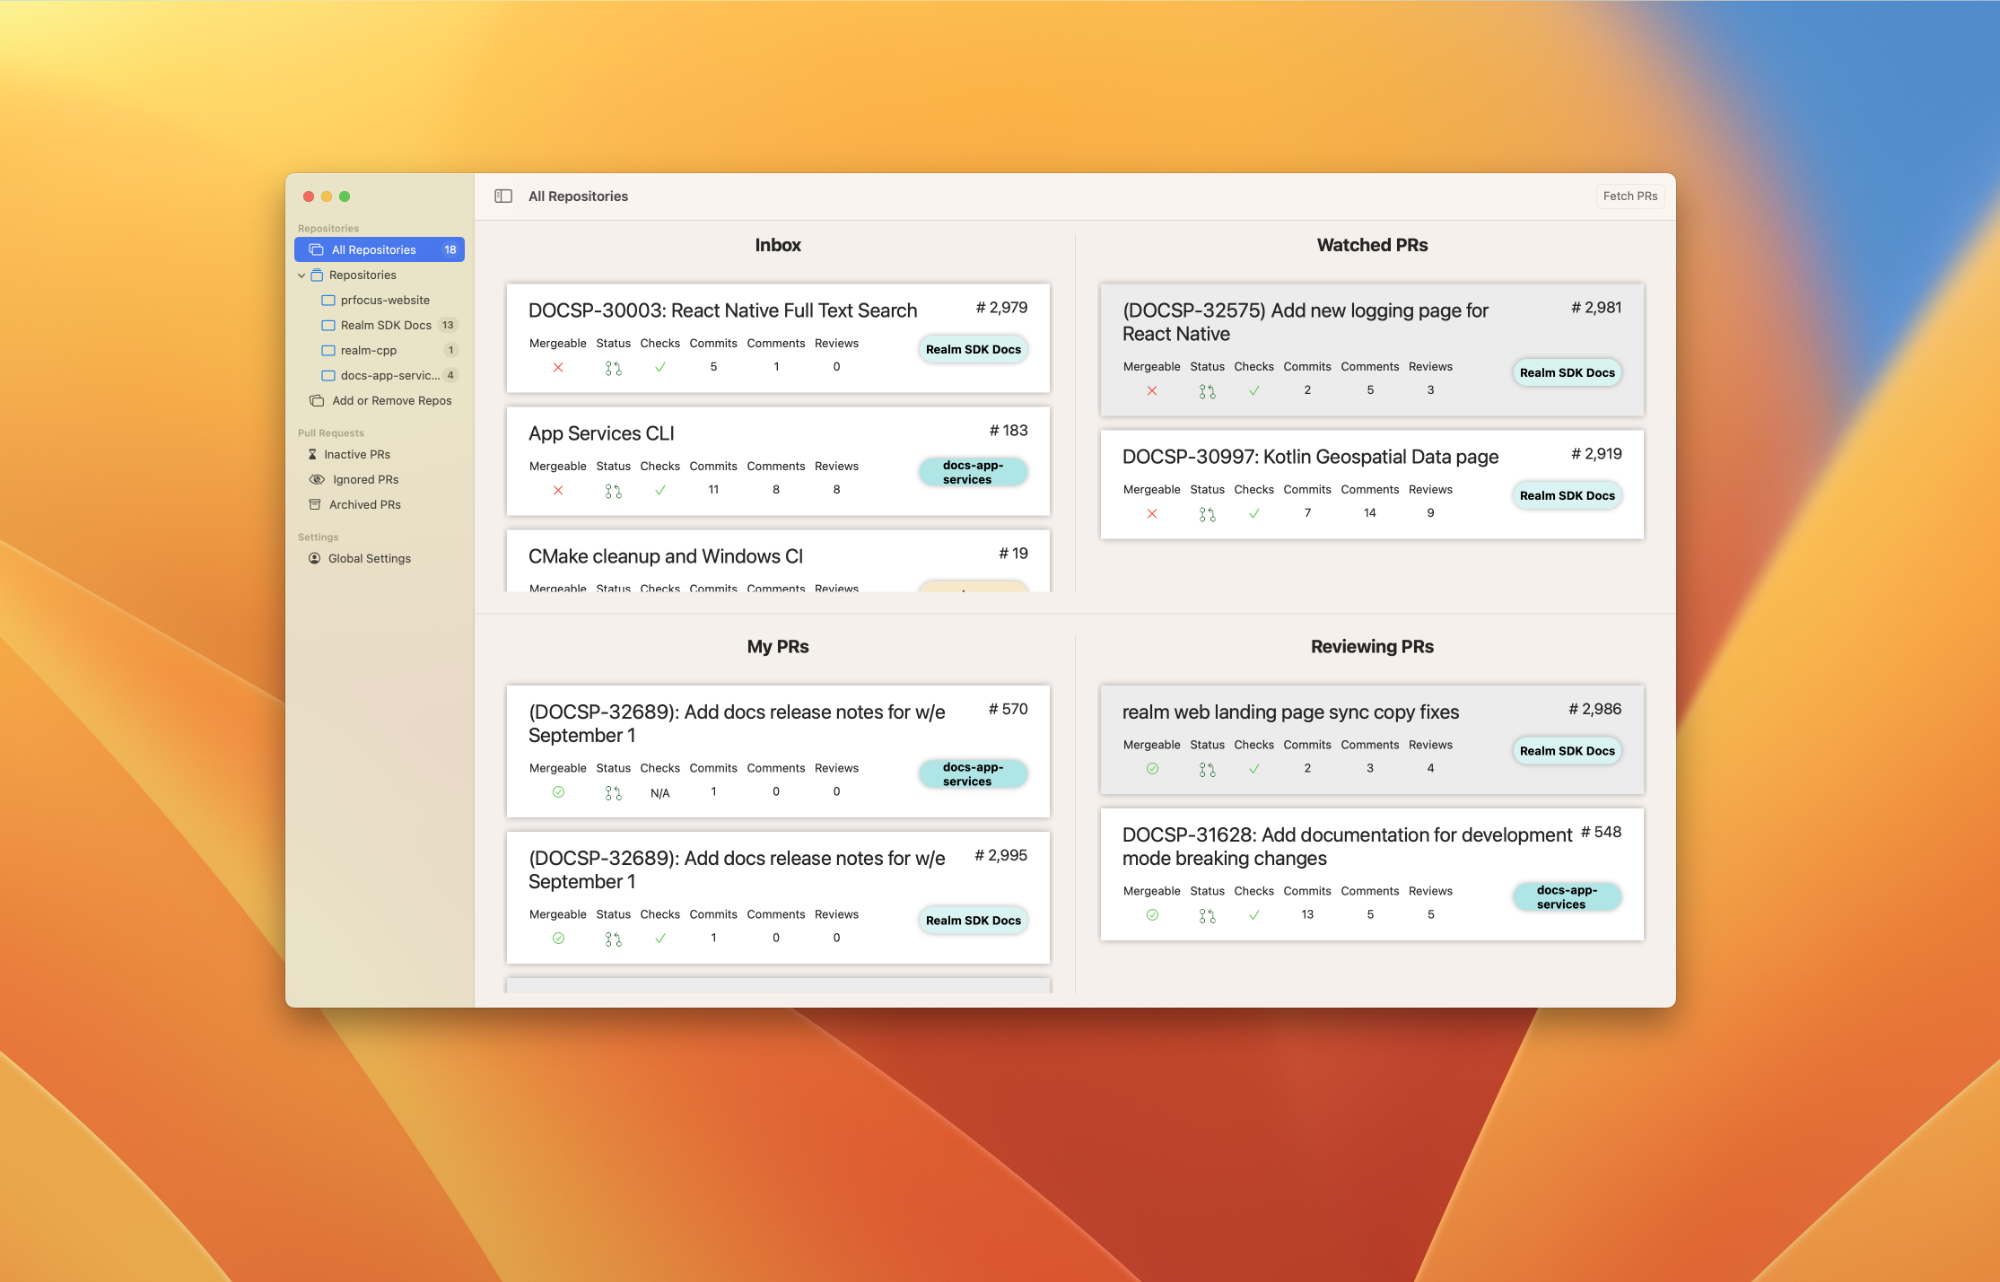 All Repositories
Fetch PRs
Repositories
All Repositories 18
Repositories
prfocus-website
Realm SDK Docs 13
realm-cpp 1
docs-app-servic... 4
Add or Remove Repos
Pull Requests
Inactive PRs
Ignored PRs
Archived PRs
Settings
Global Settings
Inbox
DOCSP-30003: React Native Full Text Search # 2,979
Mergeable Status Checks Commits Comments Reviews
Realm SDK Docs
5 1 0
App Services CLI # 183
Mergeable Status Checks Commits Comments Reviews
docs-app-
services
11 8 8
CMake cleanup and Windows CI # 19
Mergeable Status Checks Commits Comments Reviews
Watched PRs
(DOCSP-32575) Add new logging page for # 2,981
React Native
Mergeable Status Checks Commits Comments Reviews
Realm SDK Docs
2 5 3
DOCSP-30997: Kotlin Geospatial Data page # 2,919
Mergeable Status Checks Commits Comments Reviews
Realm SDK Docs
7 14 9
My PRs
(DOCSP-32689): Add docs release notes for w/e # 570
September 1
Mergeable Status Checks Commits Comments Reviews
docs-app-
services
N/A 1 0 0
(DOCSP-32689): Add docs release notes for w/e # 2,995
September 1
Mergeable Status Checks Commits Comments Reviews
Realm SDK Docs
1 0 0
Reviewing PRs
realm web landing page sync copy fixes # 2,986
Mergeable Status Checks Commits Comments Reviews
Realm SDK Docs
2 3 4
DOCSP-31628: Add documentation for development # 548
mode breaking changes
Mergeable Status Checks Commits Comments Reviews
docs-app-
services
13 5 5